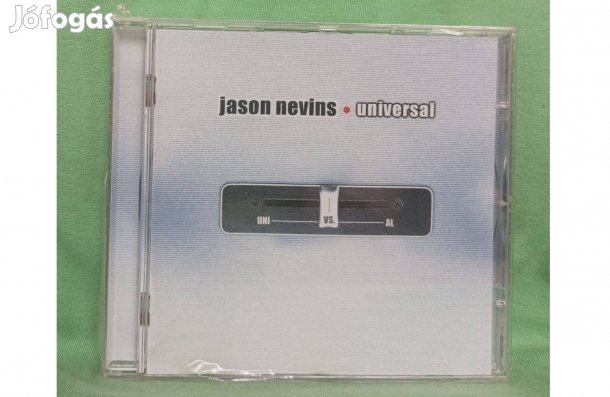 Jófogás
jason nevins • universal
UNI VS. AL